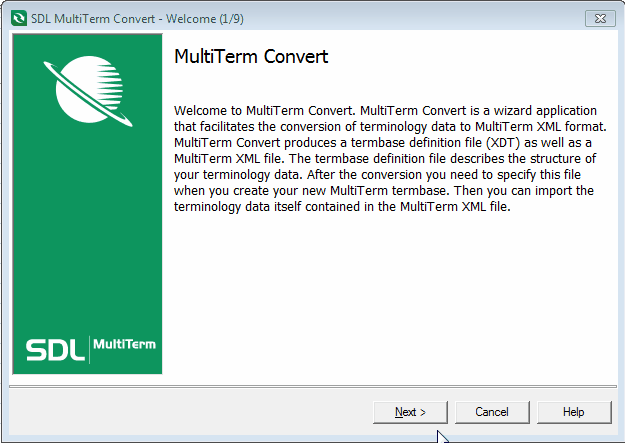 SDL MultiTerm Convert - Welcome (1/9)
MultiTerm Convert
Welcome to MultiTerm Convert. MultiTerm Convert is a wizard application
that facilitates the conversion of terminology data to MultiTerm XML format.
MultiTerm Convert produces a termbase definition file (XDT) as well as a
MultiTerm XML file. The termbase definition file describes the structure of
your terminology data. After the conversion you need to specify this file
when you create your new MultiTerm termbase. Then you can import the
terminology data itself contained in the MultiTerm XML file.
SDL MultiTerm
Next > Cancel Help